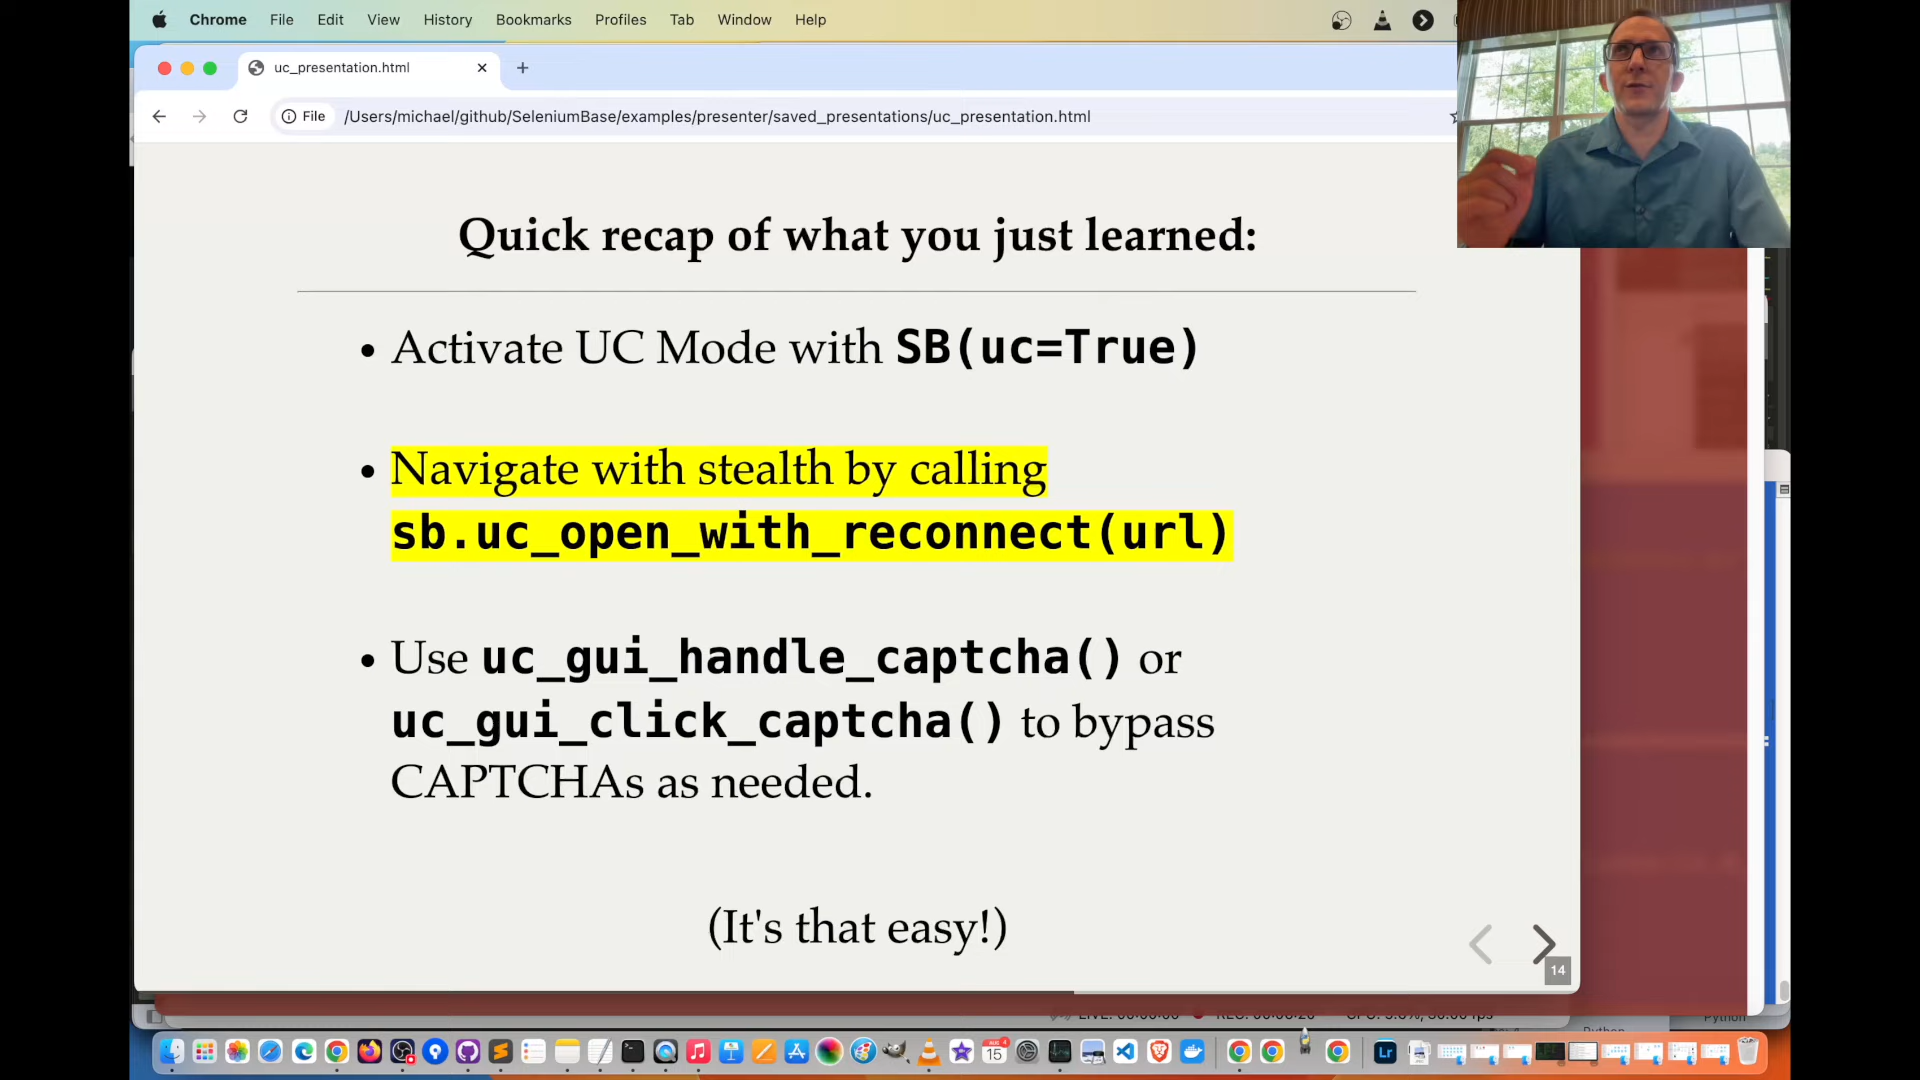 Chrome File Edit View History Bookmarks Profiles Tab Window Help
uc_presentation.html
File /Users/michael/github/SeleniumBase/examples/presenter/saved_presentations/uc_presentation.html
Quick recap of what you just learned:
• Activate UC Mode with SB(uc=True)
• Navigate with stealth by calling
sb.uc_open_with_reconnect(url)
• Use uc_gui_handle_captcha() or
uc_gui_click_captcha() to bypass
CAPTCHAs as needed.
(It's that easy!)
14
Python
15
Lr